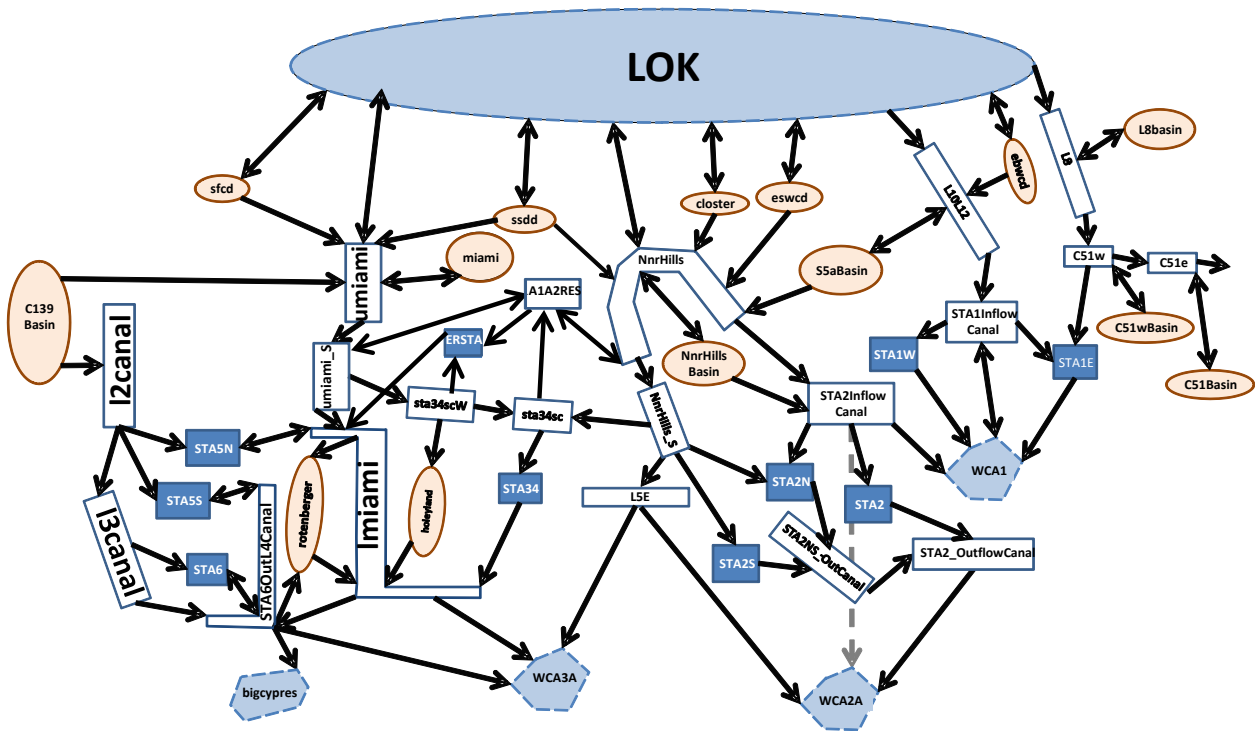 LOK
L8basin
L8
ebwcd
L10L12
sfcd
closter
eswcd
ssdd
miami
NnrHills
S5aBasin
C51w
C51e
umiami
A1A2RES
C139
Basin
l2canal
STA1Inflow
Canal
C51wBasin
ERSTA
umiami_S
NnrHills
Basin
STA1W
STA1E
C51Basin
sta34scW
sta34sc
NnrHills_S
STA2Inflow
Canal
STA5N
WCA1
STA5S
l3canal
STA6OutL4Canal
rotenberger
lmiami
holeyland
STA34
L5E
STA2N
STA2
STA2NS_-OutCanal
STA2_OutflowCanal
STA6
STA2S
bigcypres
WCA3A
WCA2A